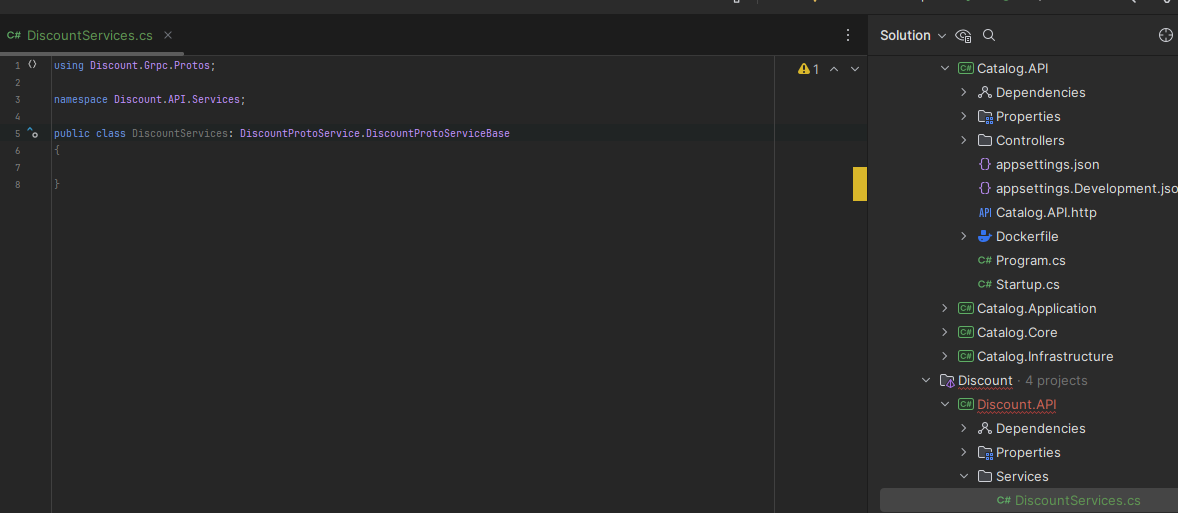 C# DiscountServices.cs ×
1 using Discount.Grpc.Protos;
2
3 namespace Discount.API.Services;
4
5 public class DiscountServices: DiscountProtoService.DiscountProtoServiceBase
6 {
7
8 }
1
Solution
C# Catalog.API
Dependencies
Properties
Controllers
{} appsettings.json
{} appsettings.Development.jso
API Catalog.API.http
Dockerfile
C# Program.cs
C# Startup.cs
C# Catalog.Application
C# Catalog.Core
C# Catalog.Infrastructure
Discount · 4 projects
C# Discount.API
Dependencies
Properties
Services
C# DiscountServices.cs